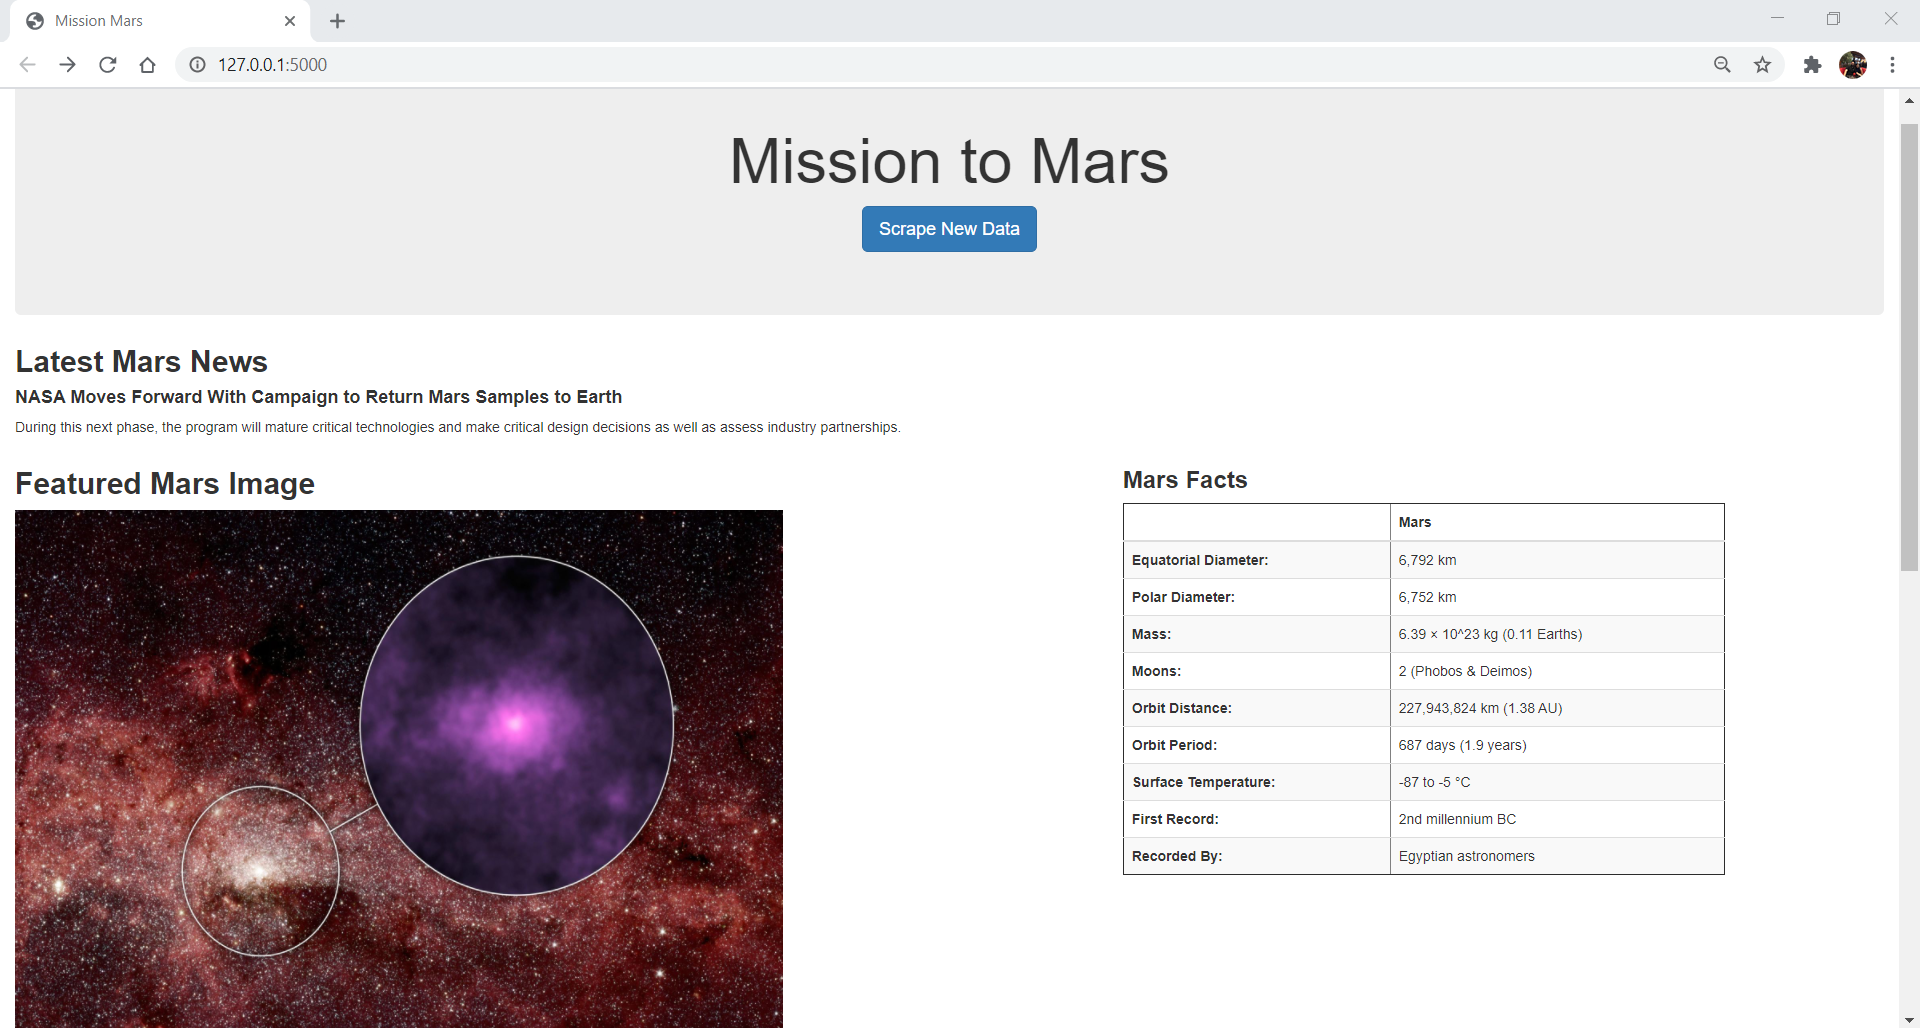 Mission Mars
127.0.0.1:5000
Mission to Mars
Scrape New Data
Latest Mars News
NASA Moves Forward With Campaign to Return Mars Samples to Earth
During this next phase, the program will mature critical technologies and make critical design decisions as well as assess industry partnerships.
Featured Mars Image
Mars Facts
Mars
Equatorial Diameter: 6,792 km
Polar Diameter: 6,752 km
Mass: 6.39 × 10^23 kg (0.11 Earths)
Moons: 2 (Phobos & Deimos)
Orbit Distance: 227,943,824 km (1.38 AU)
Orbit Period: 687 days (1.9 years)
Surface Temperature: -87 to -5 °C
First Record: 2nd millennium BC
Recorded By: Egyptian astronomers